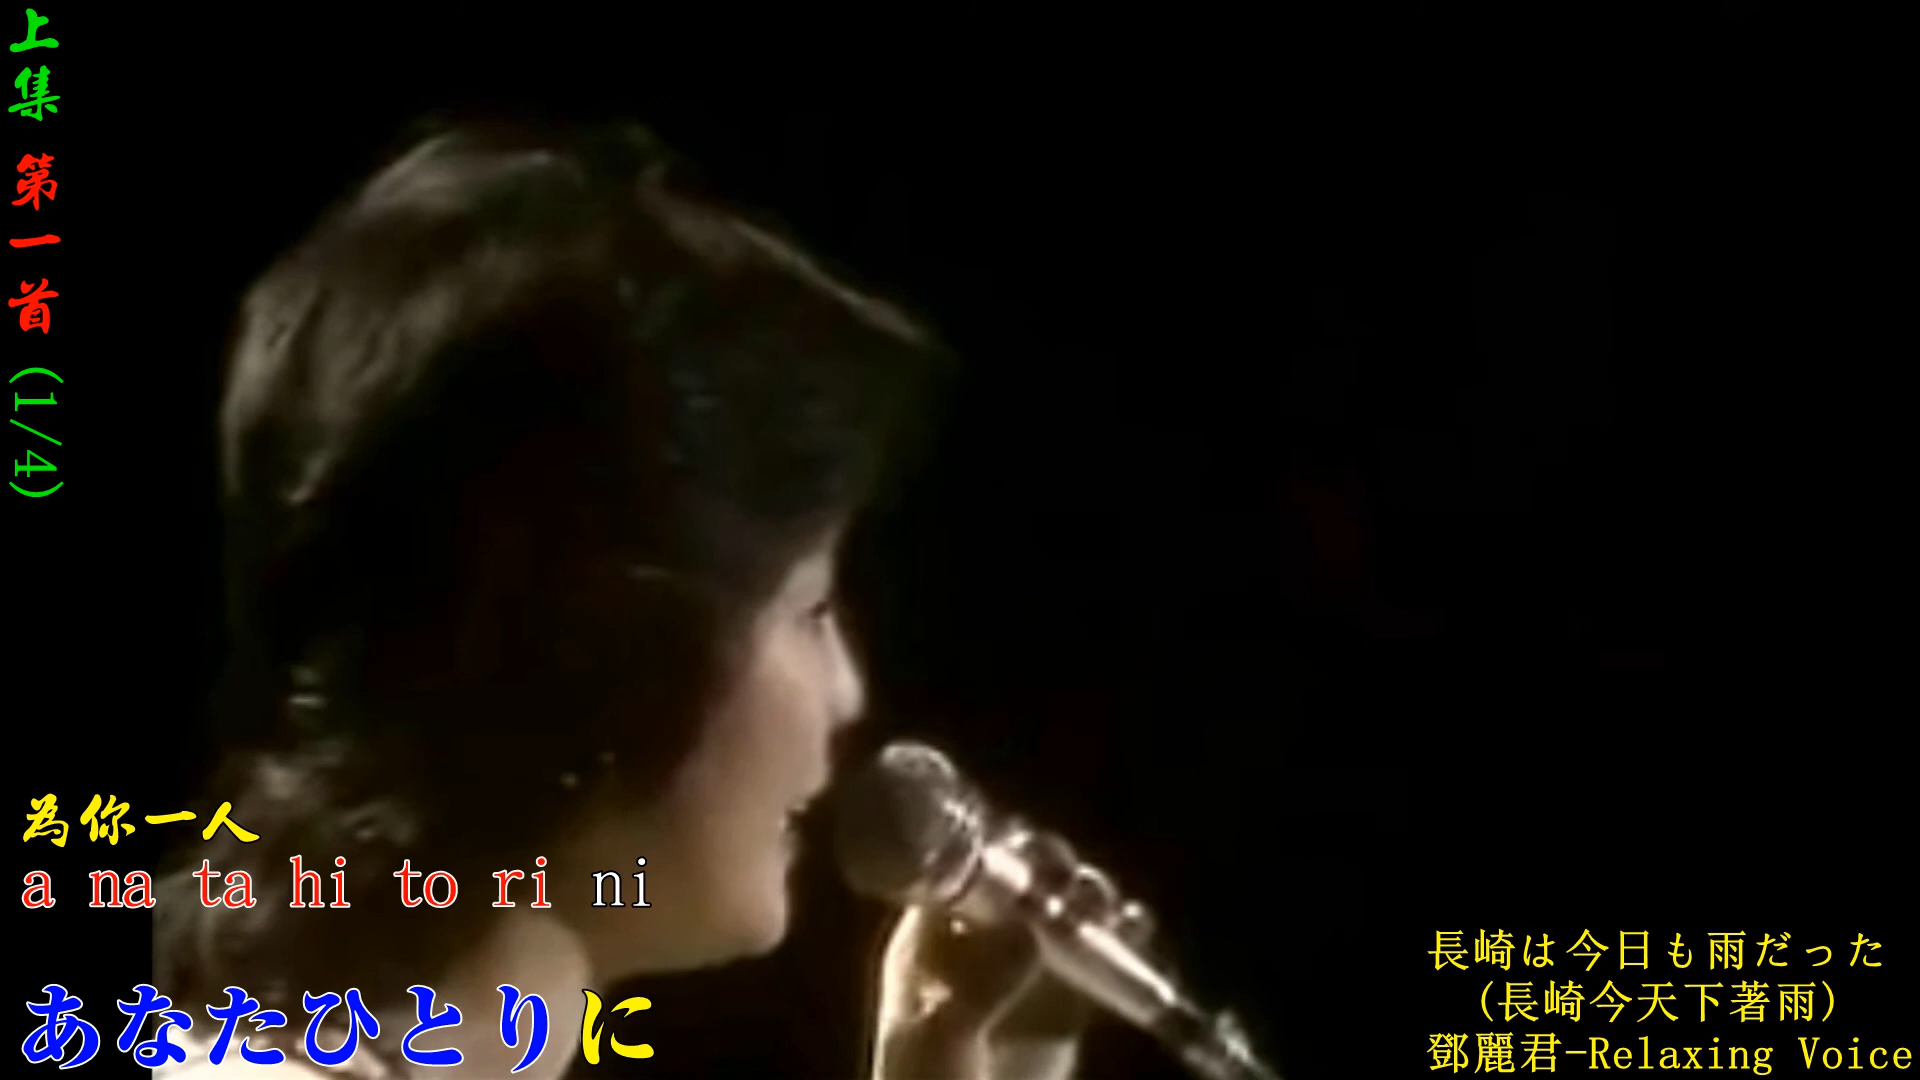 上集 第一首 (1/4)
為你一人
a na ta hi to ri ni
あなたひとりに
長崎は今日も雨だった
(長崎今天下著雨)
鄧麗君-Relaxing Voice